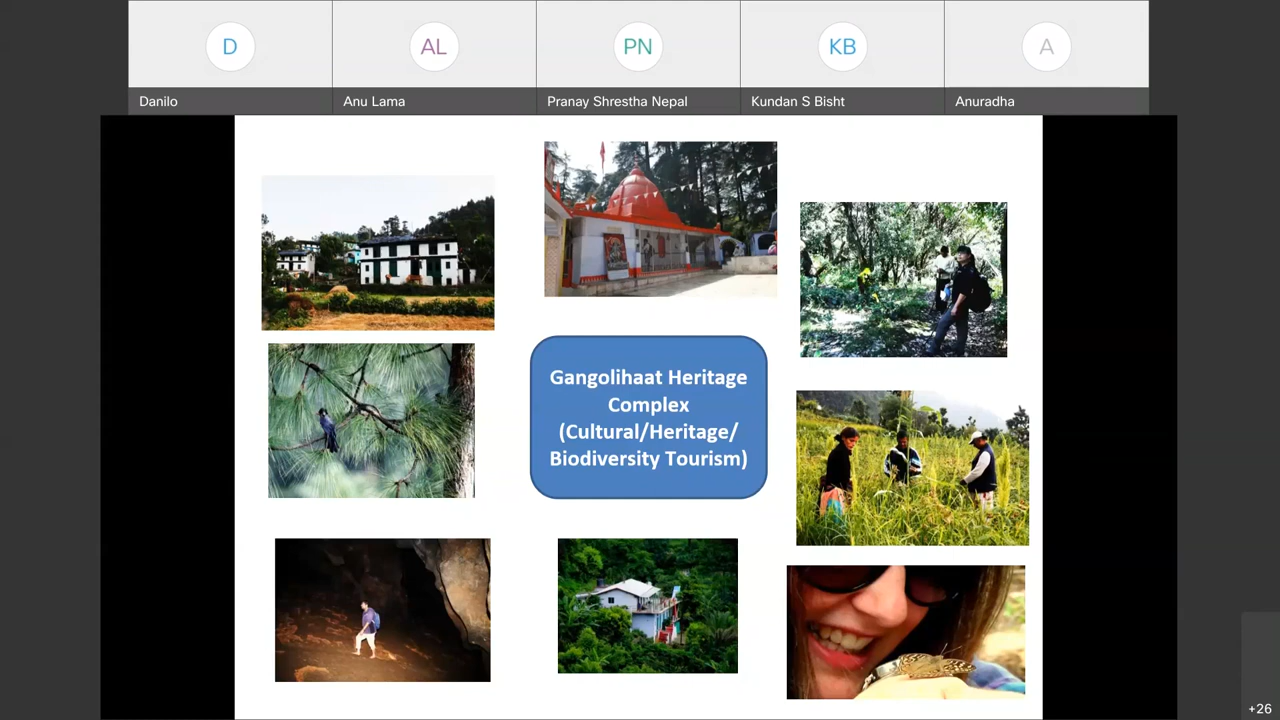 D
AL
PN
KB
A
Danilo
Anu Lama
Pranay Shrestha Nepal
Kundan S Bisht
Anuradha
Gangolihaat Heritage
Complex
(Cultural/Heritage/
Biodiversity Tourism)
+26